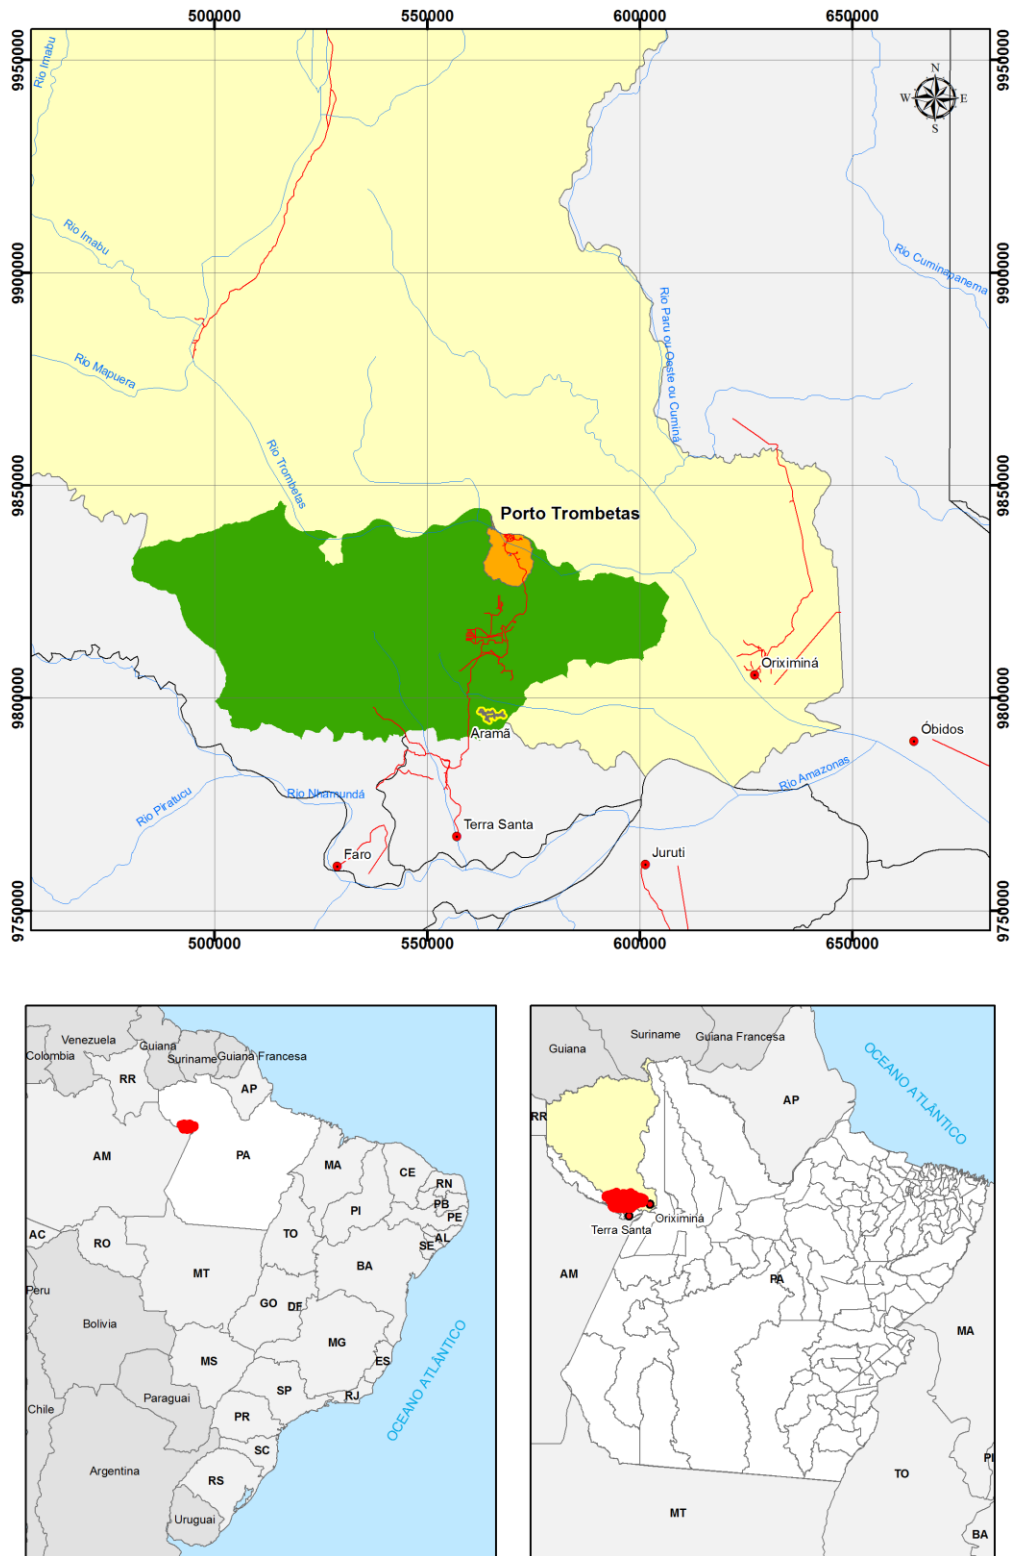 500000
550000
600000
650000
9950000
9950000
Rio Imabu
N
W
E
S
Rio Imabu
9900000
9900000
Rio Cuminapanema
Rio Mapuera
Rio Paru ou Oeste ou Cuminá
Rio Trombetas
9850000
9850000
Porto Trombetas
Oriximiná
9800000
9800000
Aramã
Óbidos
Rio Amazonas
Rio Piratucu
Rio Nhamundá
Terra Santa
Faro
Juruti
9750000
9750000
500000
550000
600000
650000
Venezuela
Colombia
Guiana
Suriname
Guiana Francesa
RR
AP
AM
PA
MA
CE
RN
PB
PE
PI
AL
SE
AC
RO
TO
BA
MT
Peru
GO
DF
Bolivia
MG
ES
MS
SP
RJ
Paraguai
Chile
PR
SC
Argentina
RS
Uruguai
OCEANO ATLÂNTICO
Guiana
Suriname
Guiana Francesa
OCEANO ATLÂNTICO
RR
AP
Oriximiná
Terra Santa
AM
PA
MA
PI
TO
MT
BA